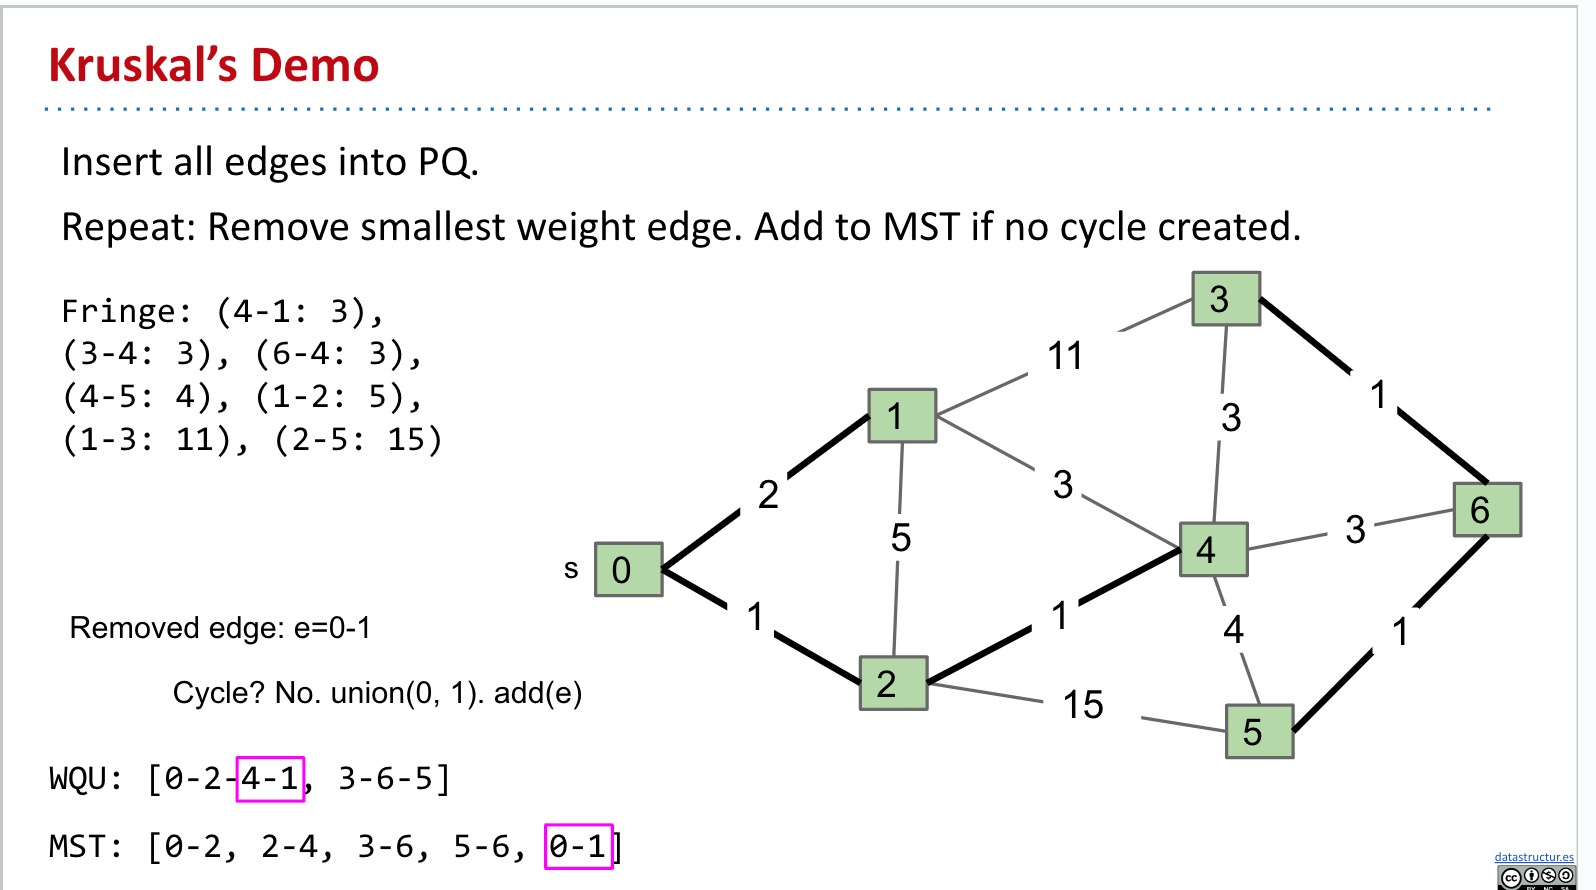 Kruskal’s Demo
Insert all edges into PQ.
Repeat: Remove smallest weight edge. Add to MST if no cycle created.
Fringe: (4-1: 3),
(3-4: 3), (6-4: 3),
(4-5: 4), (1-2: 5),
(1-3: 11), (2-5: 15)
3
11
1
1
3
3
2
5
6
4
3
s
0
1
1
4
1
2
15
5
Removed edge: e=0-1
Cycle? No. union(0, 1). add(e)
WQU: [0-2-4-1, 3-6-5]
MST: [0-2, 2-4, 3-6, 5-6, 0-1]
datastructur.es
cc
BY NC SA